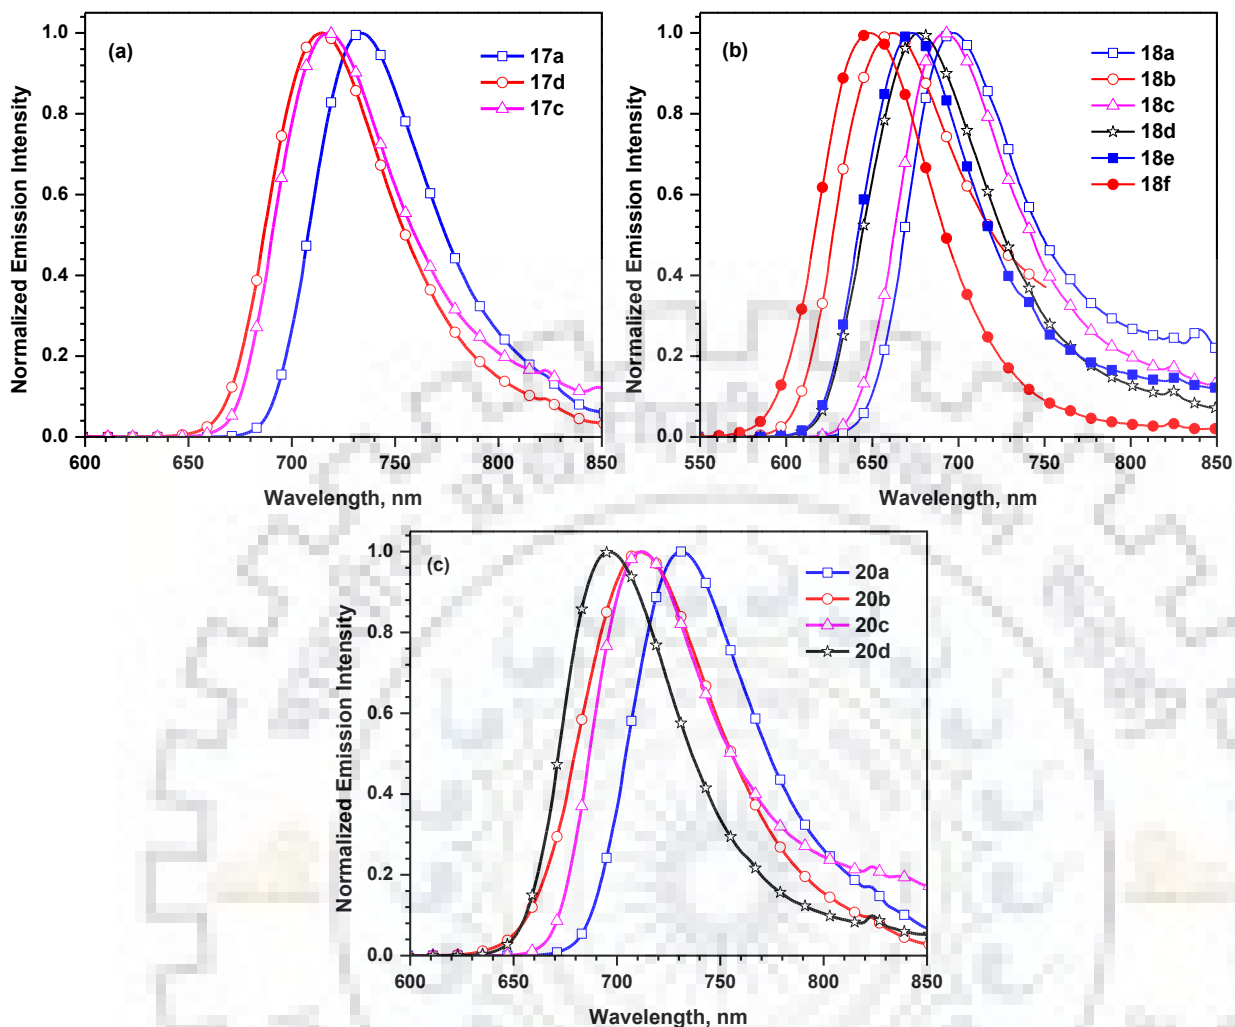 (a)
17a
17d
17c
Normalized Emission Intensity
1.0
0.8
0.6
0.4
0.2
0.0
600 650 700 750 800 850
Wavelength, nm
(b)
18a
18b
18c
18d
18e
18f
Normalized Emission Intensity
1.0
0.8
0.6
0.4
0.2
0.0
550 600 650 700 750 800 850
Wavelength, nm
(c)
20a
20b
20c
20d
Normalized Emission Intensity
1.0
0.8
0.6
0.4
0.2
0.0
600 650 700 750 800 850
Wavelength, nm